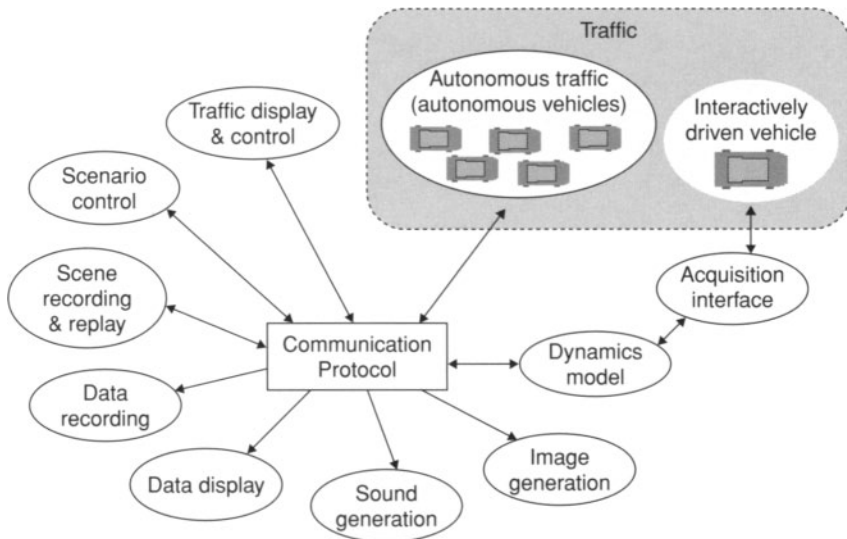 Traffic
Autonomous traffic
(autonomous vehicles)
Interactively
driven vehicle
Traffic display
& control
Scenario
control
Scene
recording
& replay
Acquisition
interface
Communication
Protocol
Dynamics
model
Data
recording
Data display
Sound
generation
Image
generation